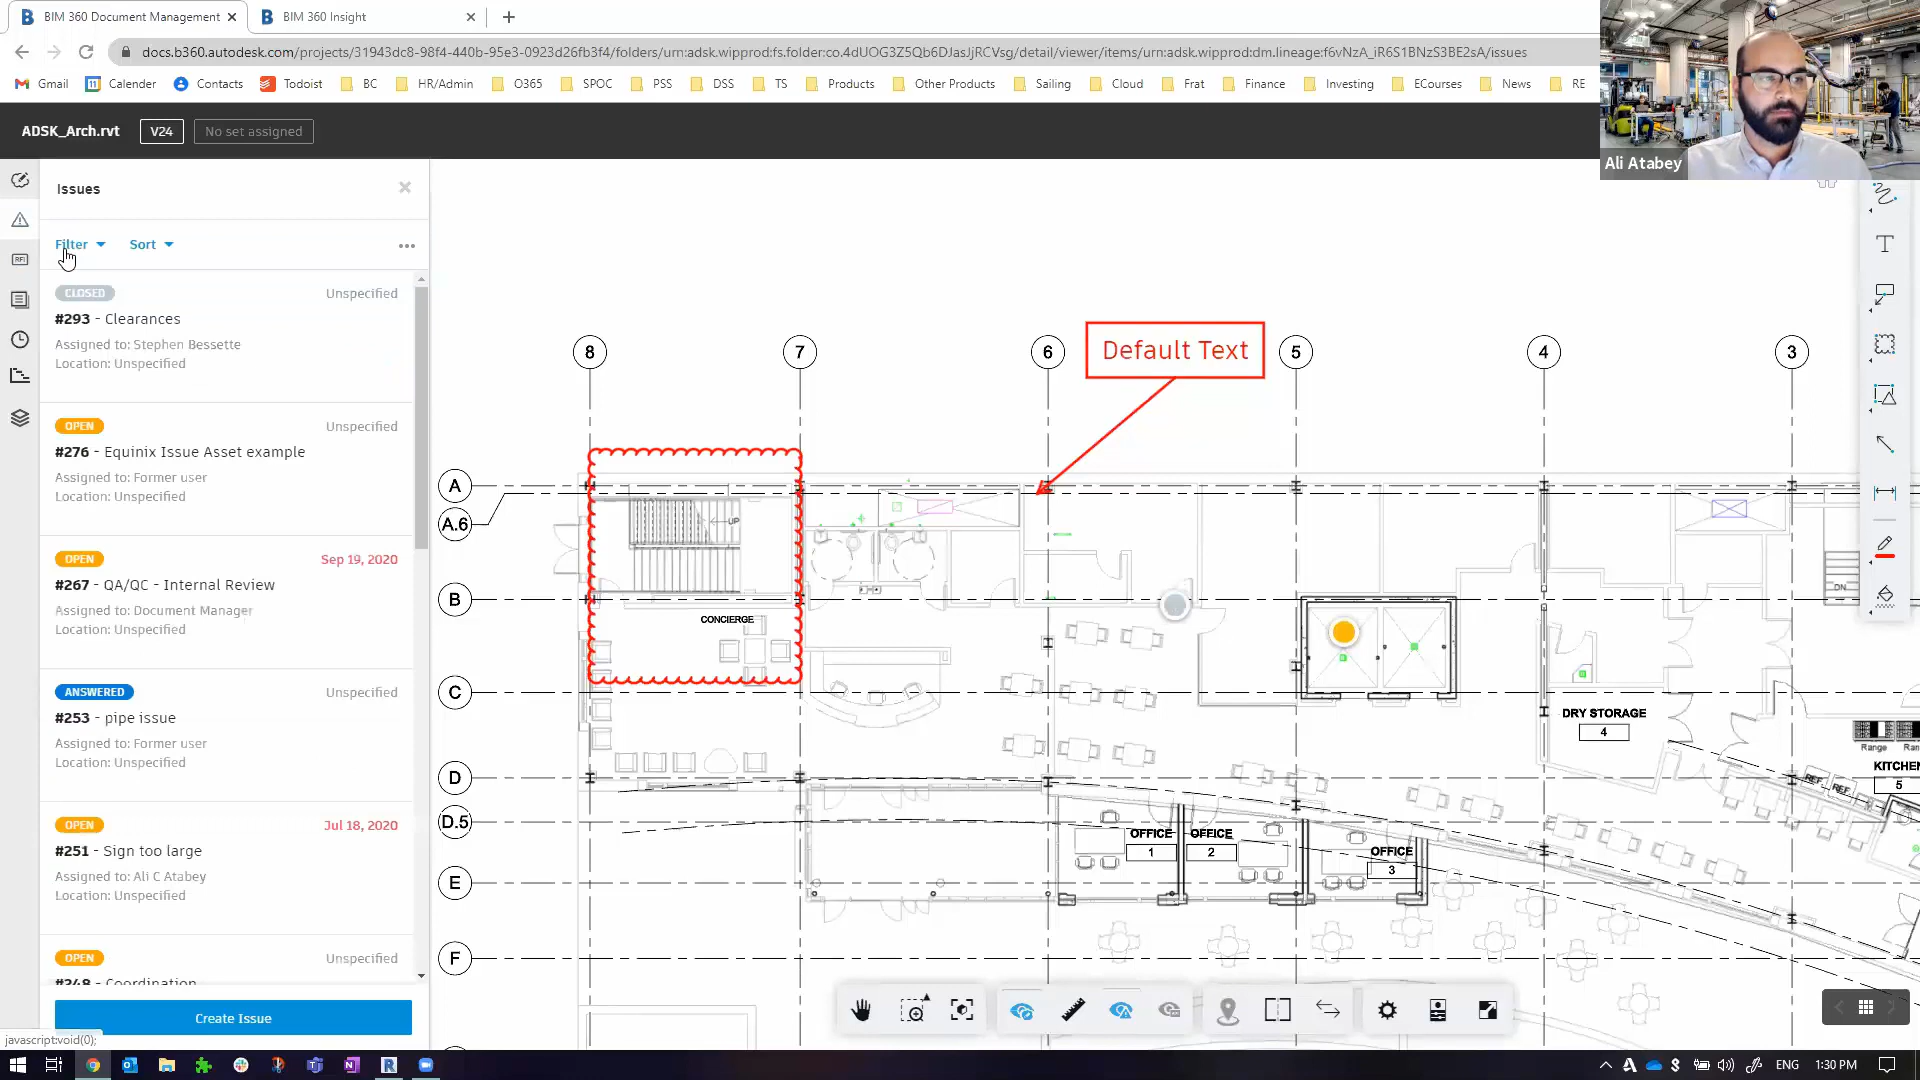 BIM 360 Document Management
BIM 360 Insight
docs.b360.autodesk.com/projects/31943dc8-98f4-440b-95e3-0923d26fb3f4/folders/urn:adsk.wipprod:fs.folder:co.4dUOG3Z5Qb6DJasJjRCVsg/detail/viewer/items/urn:adsk.wipprod:dm.lineage:f6vNzA_iR6S1BNzS3BE2sA/issues
Gmail Calender Contacts Todoist BC HR/Admin O365 SPOC PSS DSS TS Products Other Products Sailing Cloud Frat Finance Investing ECourses News RE
ADSK_Arch.rvt V24 No set assigned
Ali Atabey
Issues
Filter Sort
CLOSED Unspecified
#293 - Clearances
Assigned to: Stephen Bessette
Location: Unspecified
OPEN Unspecified
#276 - Equinix Issue Asset example
Assigned to: Former user
Location: Unspecified
OPEN Sep 19, 2020
#267 - QA/QC - Internal Review
Assigned to: Document Manager
Location: Unspecified
ANSWERED Unspecified
#253 - pipe issue
Assigned to: Former user
Location: Unspecified
OPEN Jul 18, 2020
#251 - Sign too large
Assigned to: Ali C Atabey
Location: Unspecified
OPEN Unspecified
#248 - Coordination
Create Issue
javascript:void(0);
RFI
T
8 7 6 5 4 3
Default Text
A
A.6
B
C
D
D.5
E
F
UP
CONCIERGE
DN
DRY STORAGE
4
Range
KITCHEN
5
REF
REF
OFFICE
1
OFFICE
2
OFFICE
3
ENG 1:30 PM